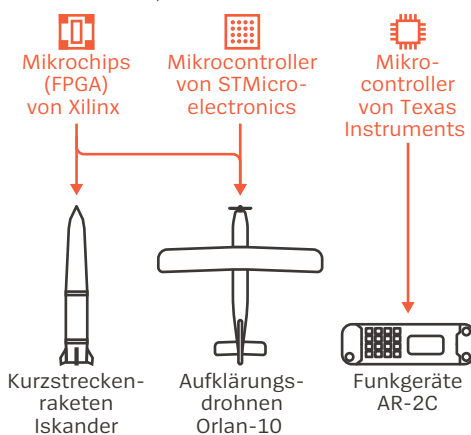 Mikrochips
(FPGA)
von Xilinx
Mikrocontroller
von STMicro-
electronics
Mikro-
controller
von Texas
Instruments
Kurzstrecken-
raketen
Iskander
Aufklärungs-
drohnen
Orlan-10
Funkgeräte
AR-2C